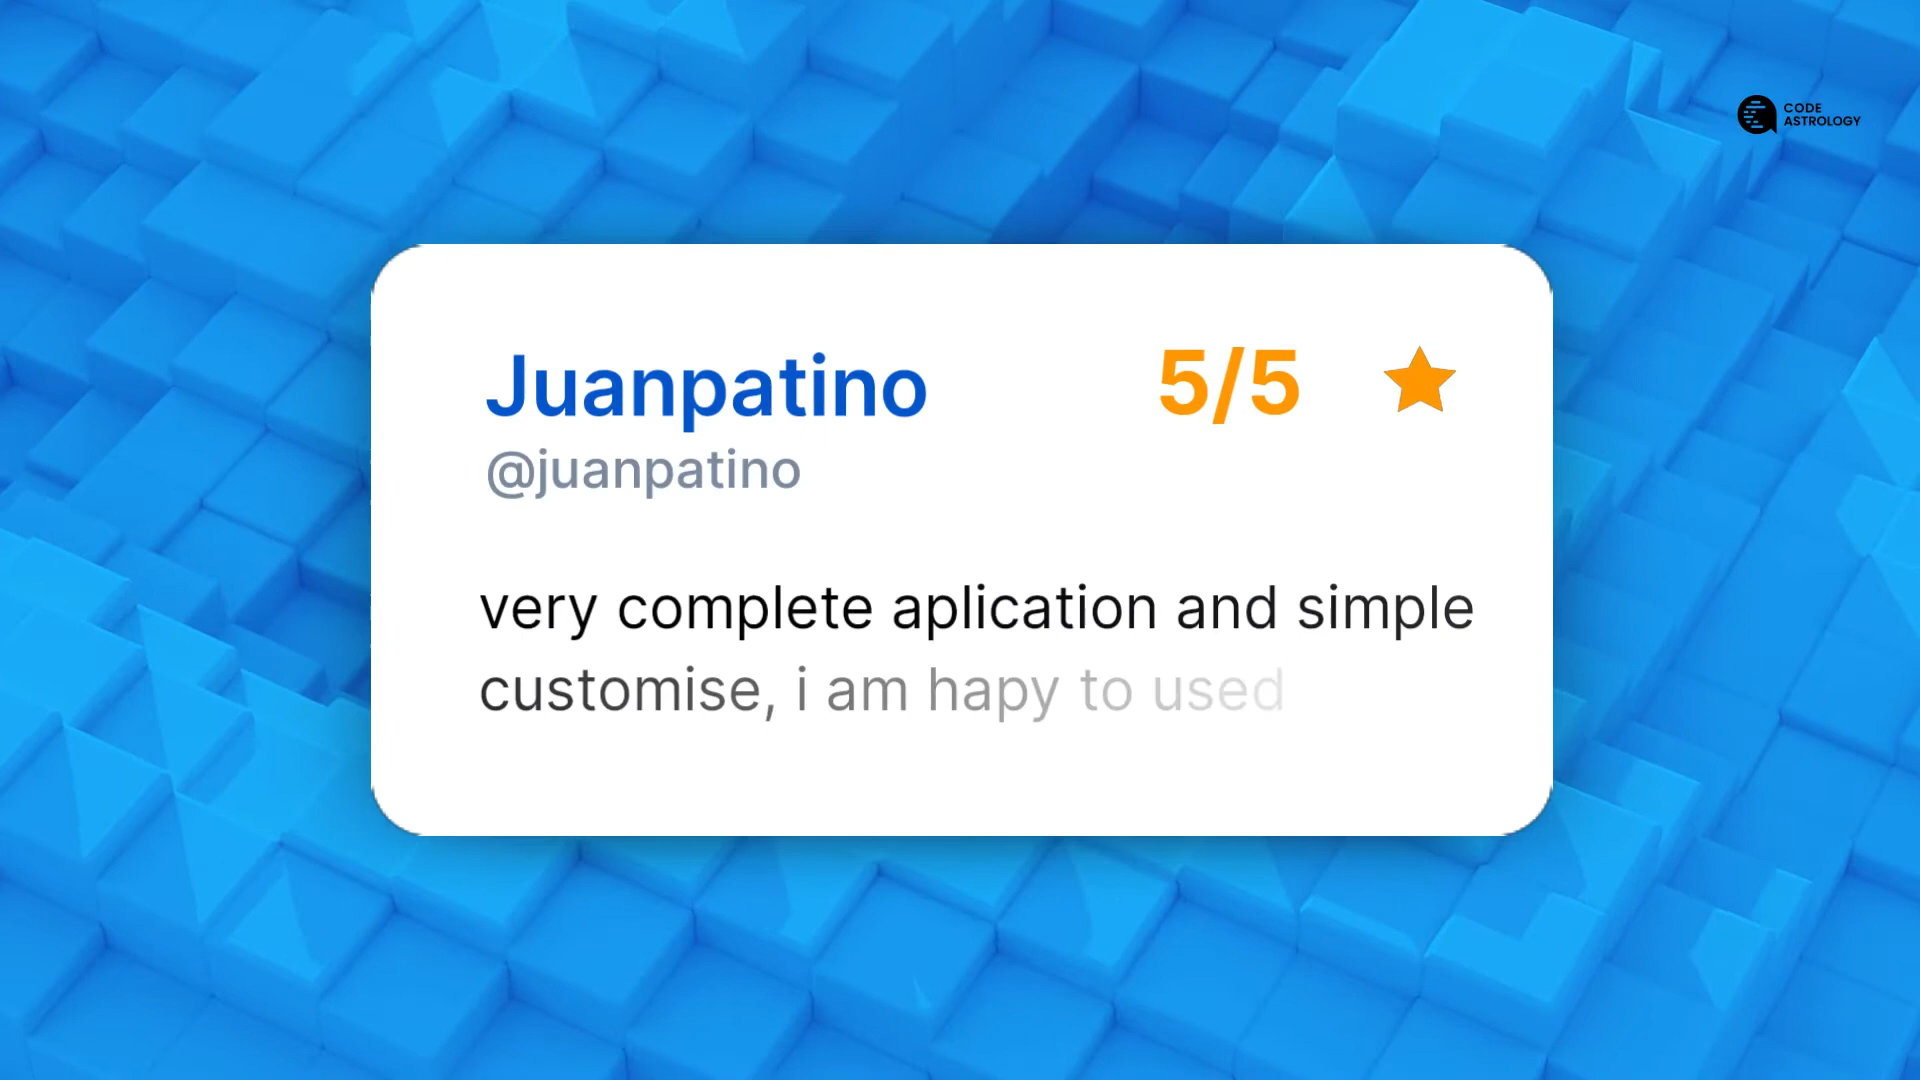 CODE
ASTROLOGY
Juanpatino
5/5
@juanpatino
very complete aplication and simple
customise, i am hapy to used